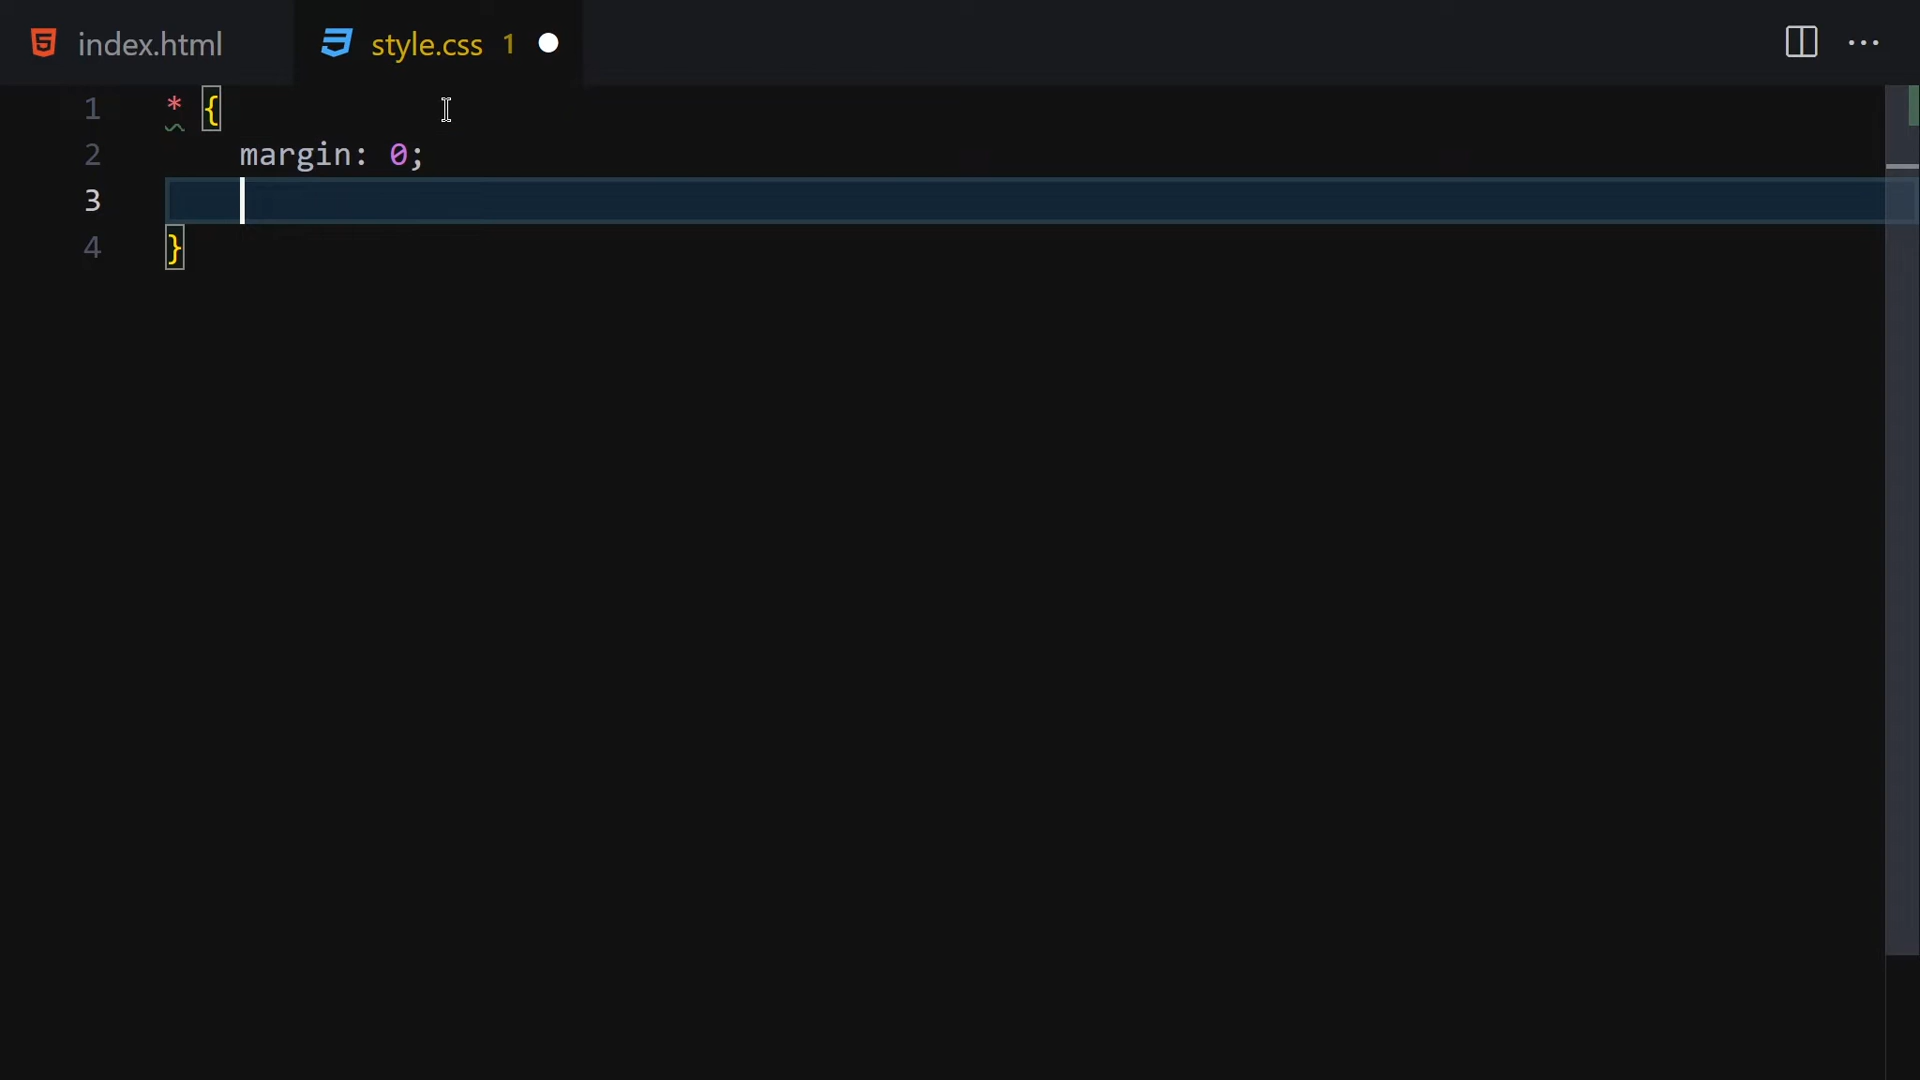 index.html
style.css 1
1 * {
2 margin: 0;
3
4 }